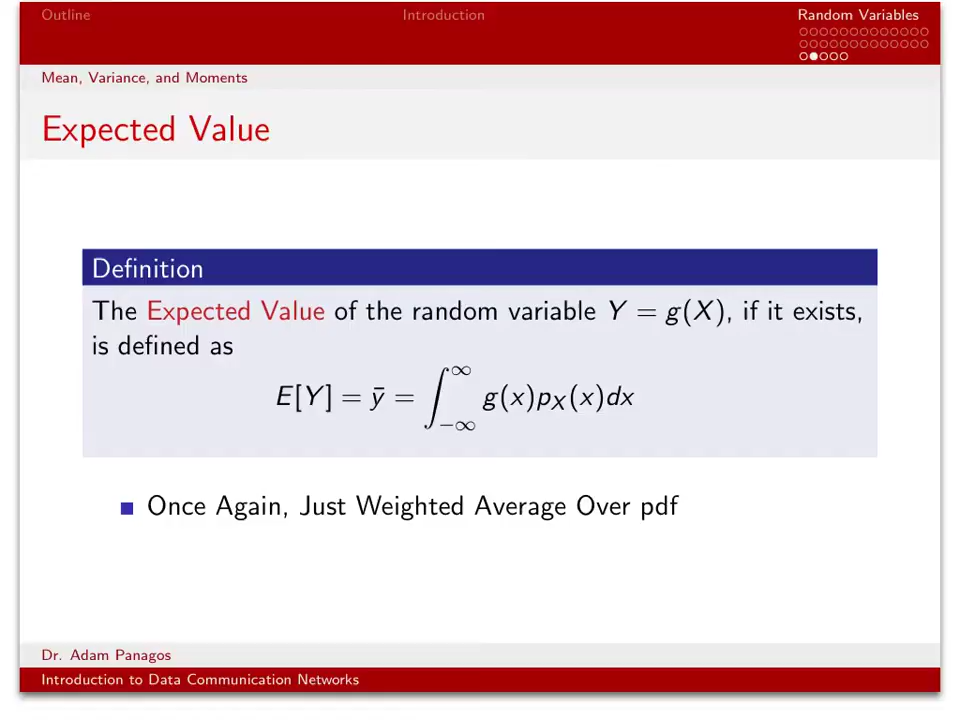 Outline Introduction Random Variables
Mean, Variance, and Moments
Expected Value
Definition
The Expected Value of the random variable Y = g(X), if it exists,
is defined as
E[Y] = ȳ = ∫_{−∞}^{∞} g(x)p_X(x)dx
Once Again, Just Weighted Average Over pdf
Dr. Adam Panagos
Introduction to Data Communication Networks